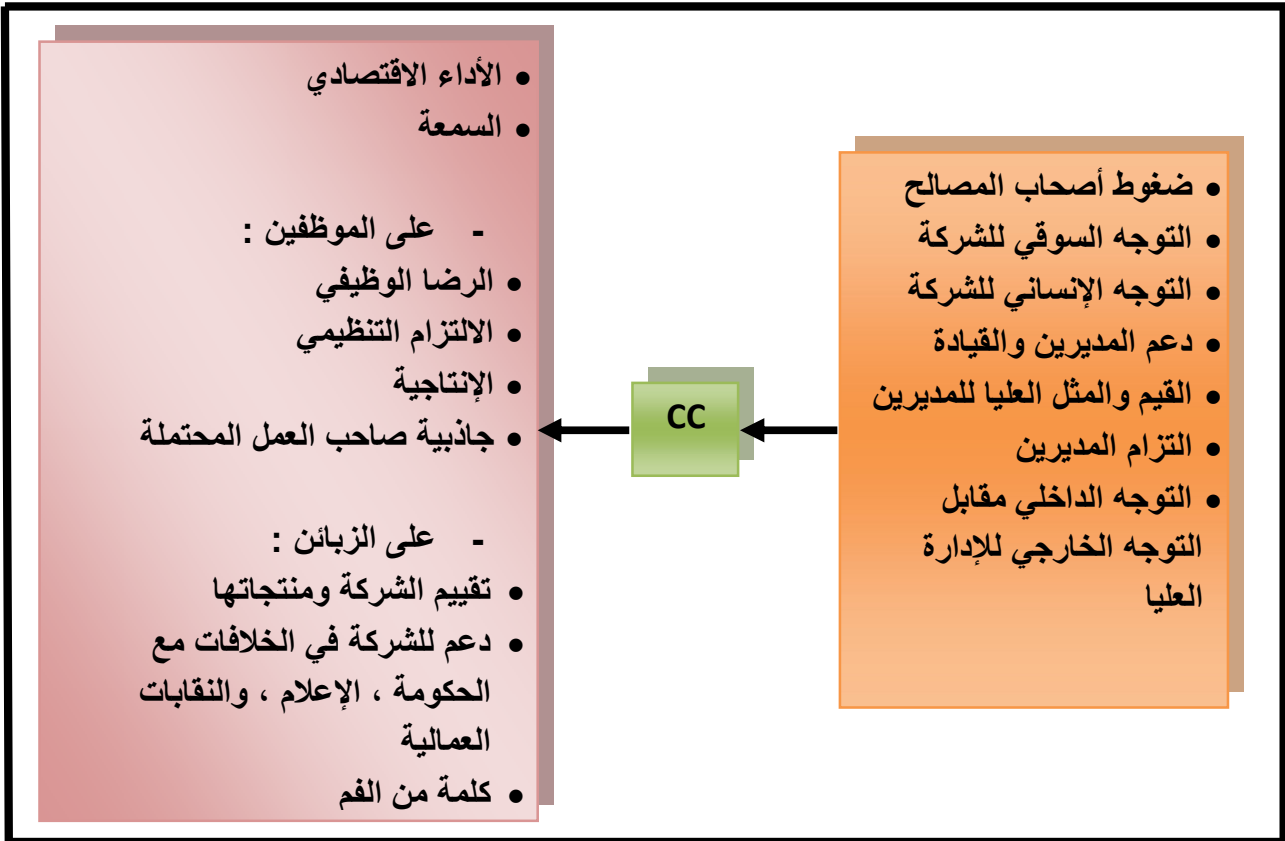 • ضغوط أصحاب المصالح
• التوجه السوقي للشركة
• التوجه الإنساني للشركة
• دعم المديرين والقيادة
• القيم والمثل العليا للمديرين
• التزام المديرين
• التوجه الداخلي مقابل
التوجه الخارجي للإدارة
العليا
CC
• الأداء الاقتصادي
• السمعة
- على الموظفين :
• الرضا الوظيفي
• الالتزام التنظيمي
• الإنتاجية
• جاذبية صاحب العمل المحتملة
- على الزبائن :
• تقييم الشركة ومنتجاتها
• دعم للشركة في الخلافات مع
الحكومة ، الإعلام ، والنقابات
العمالية
• كلمة من الفم